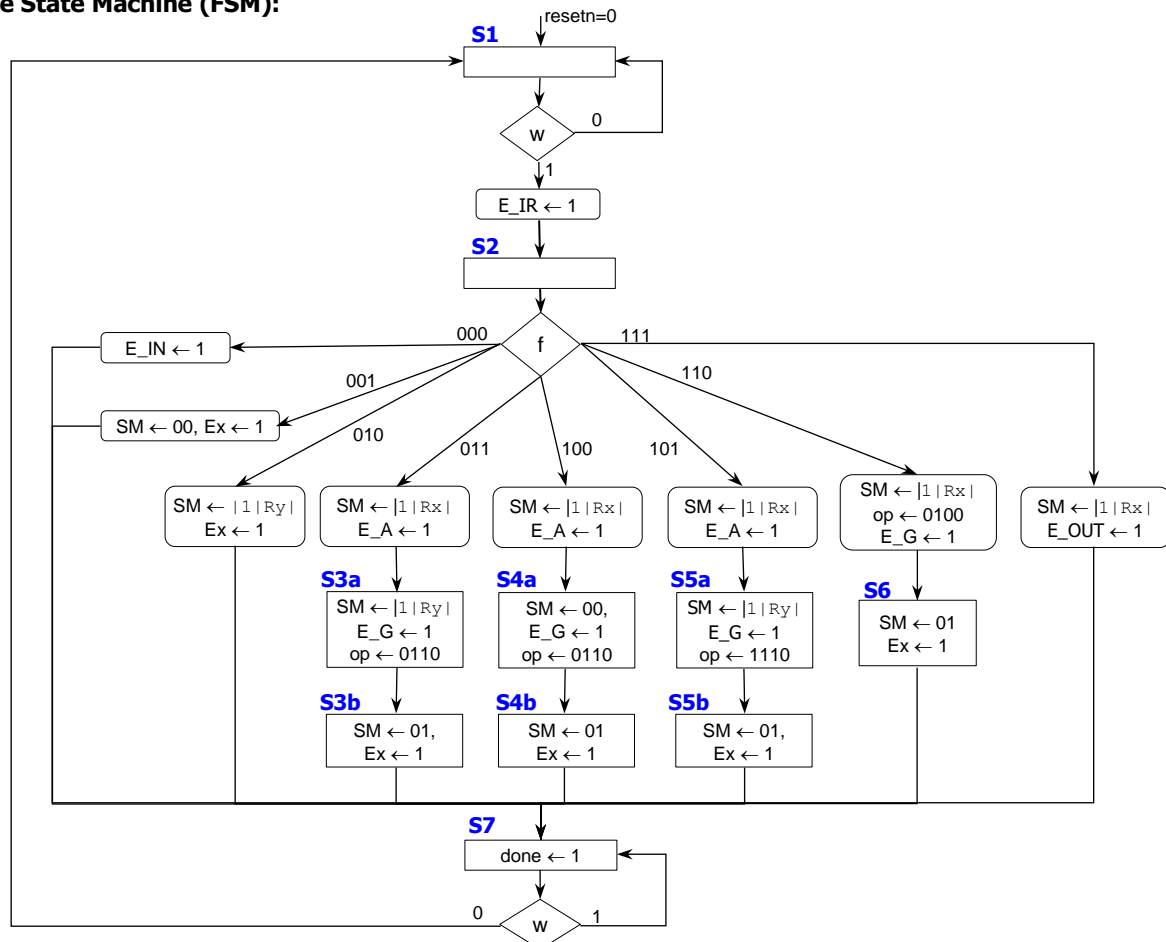 e State Machine (FSM):
resetn=0
S1
w
0
1
E_IR ← 1
S2
f
000
111
E_IN ← 1
001
110
SM ← 00, Ex ← 1
010
011
100
101
SM ← |1|Ry|
Ex ← 1
SM ← |1|Rx|
E_A ← 1
SM ← |1|Rx|
E_A ← 1
SM ← |1|Rx|
E_A ← 1
SM ← |1|Rx|
op ← 0100
E_G ← 1
SM ← |1|Rx|
E_OUT ← 1
S3a
SM ← |1|Ry|
E_G ← 1
op ← 0110
S4a
SM ← 00,
E_G ← 1
op ← 0110
S5a
SM ← |1|Ry|
E_G ← 1
op ← 1110
S6
SM ← 01
Ex ← 1
S3b
SM ← 01,
Ex ← 1
S4b
SM ← 01
Ex ← 1
S5b
SM ← 01,
Ex ← 1
S7
done ← 1
0
w
1